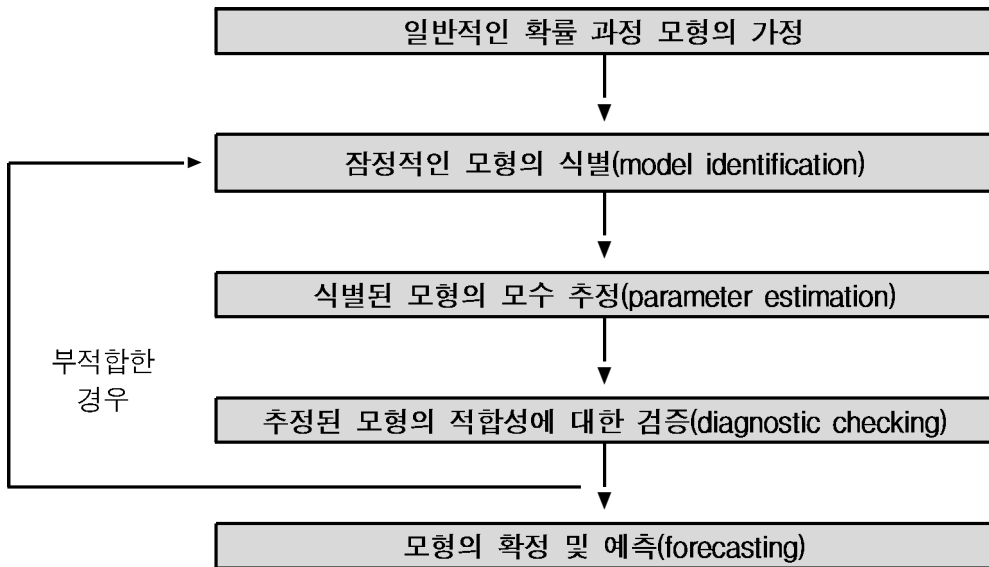 일반적인 확률 과정 모형의 가정
잠정적인 모형의 식별(model identification)
식별된 모형의 모수 추정(parameter estimation)
부적합한
경우
추정된 모형의 적합성에 대한 검증(diagnostic checking)
모형의 확정 및 예측(forecasting)